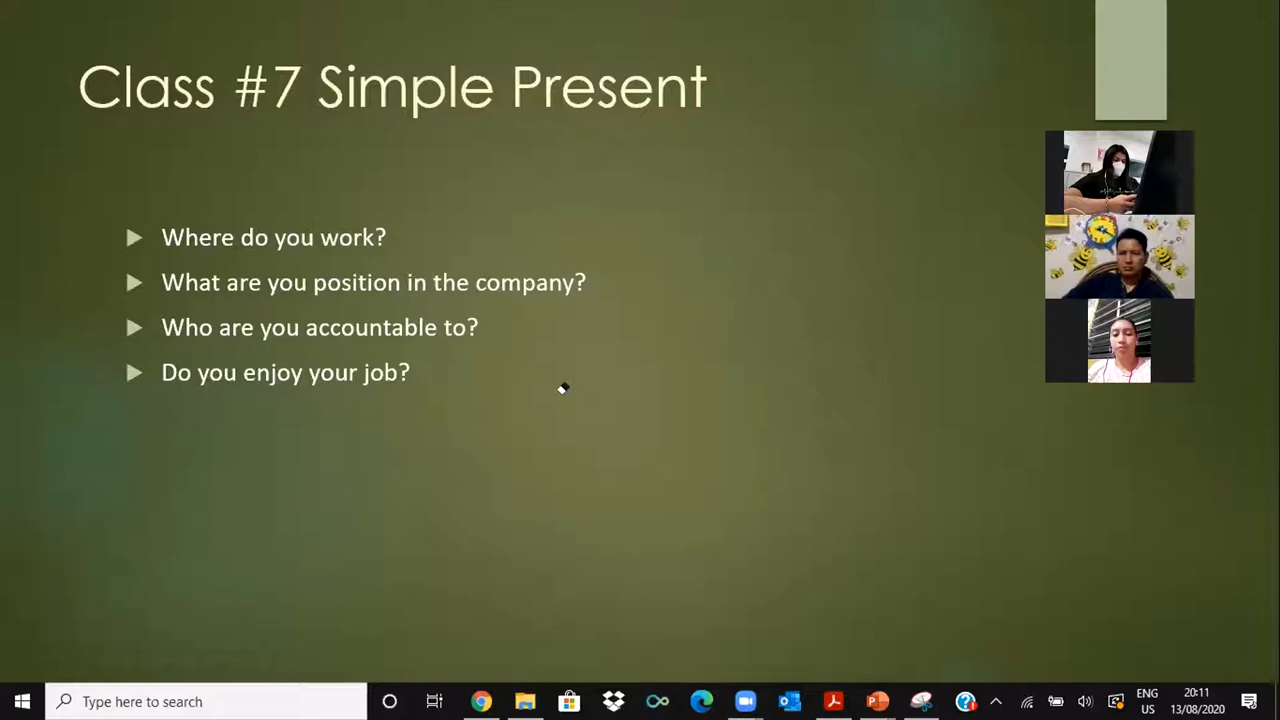 Class #7 Simple Present
Where do you work?
What are you position in the company?
Who are you accountable to?
Do you enjoy your job?
Type here to search
ENG
US
20:11
13/08/2020